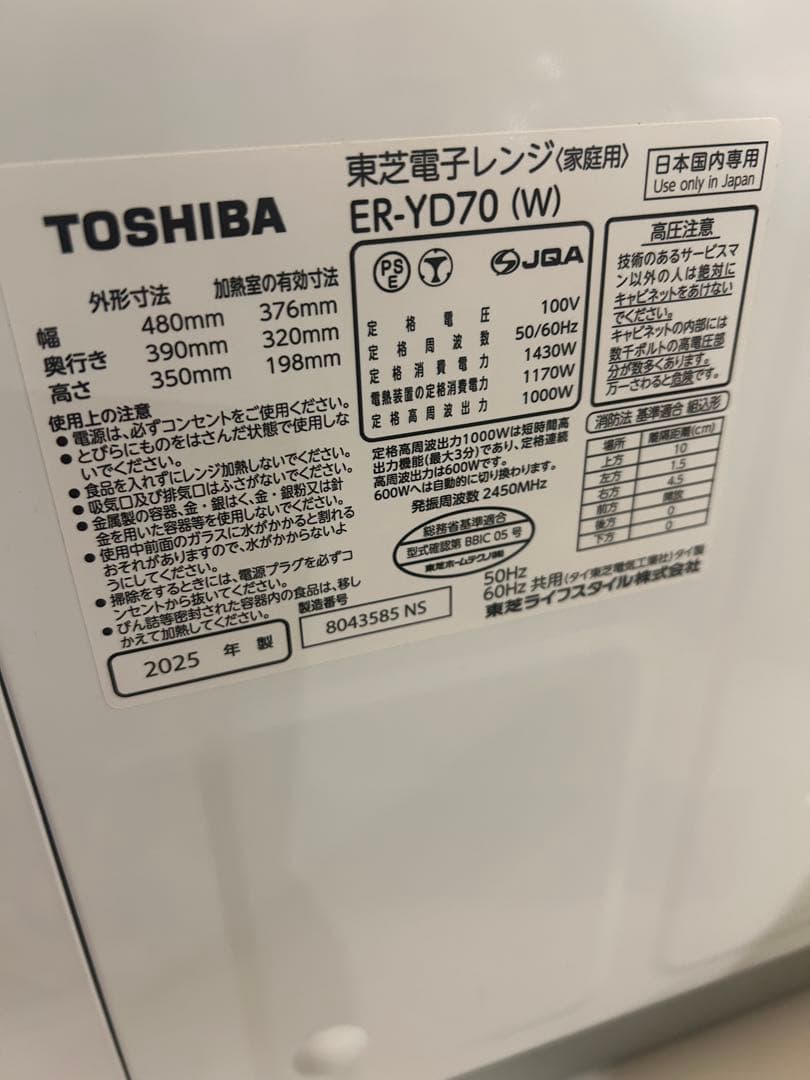 東芝電子レンジ〈家庭用〉
日本国内専用
Use only in Japan
TOSHIBA
ER-YD70 (W)
外形寸法 加熱室の有効寸法
幅 480mm 376mm
奥行き 390mm 320mm
高さ 350mm 198mm
使用上の注意
●電源は、必ずコンセントをご使用ください。
●とびらにものをはさんだ状態で使用しな
いでください。
●食品を入れずにレンジ加熱しないでください。
●吸気口及び排気口はふさがないでください。
●金属製の容器、金・銀はく、金・銀粉又は針
金を用いた容器等を使用しないでください。
●使用中前面のガラスに水がかかると割れる
おそれがありますので、水がかからないよ
うにしてください。
●掃除をするときには、電源プラグを必ずコ
ンセントから抜いてください。
●びん詰等密封された容器内の食品は、移し
かえて加熱してください。
2025 年 製
製造番号
8043585 NS
PS
E
JQA
定格電圧 100V
定格周波数 50/60Hz
定格消費電力 1430W
電熱装置の定格消費電力 1170W
定格高周波出力 1000W
定格高周波出力1000Wは短時間高
出力機能(最大3分)であり、定格連続
高周波出力は600Wです。
600Wへは自動的に切り換わります。
発振周波数 2450MHz
総務省基準適合
型式確認第 BBIC 05 号
東芝ホームテクノ(株)
高圧注意
技術のあるサービスマ
ン以外の人は絶対に
キャビネットをあけない
でください。
キャビネットの内部には
数千ボルトの高電圧部
分が数多くあります。
万一さわると危険です。
消防法 基準適合 組込形
場所 離隔距離(cm)
上方 10
左方 1.5
右方 4.5
前方 開放
後方 0
下方 0
50Hz
60Hz 共用 (タイ東芝電気工業社)タイ製
東芝ライフスタイル株式会社